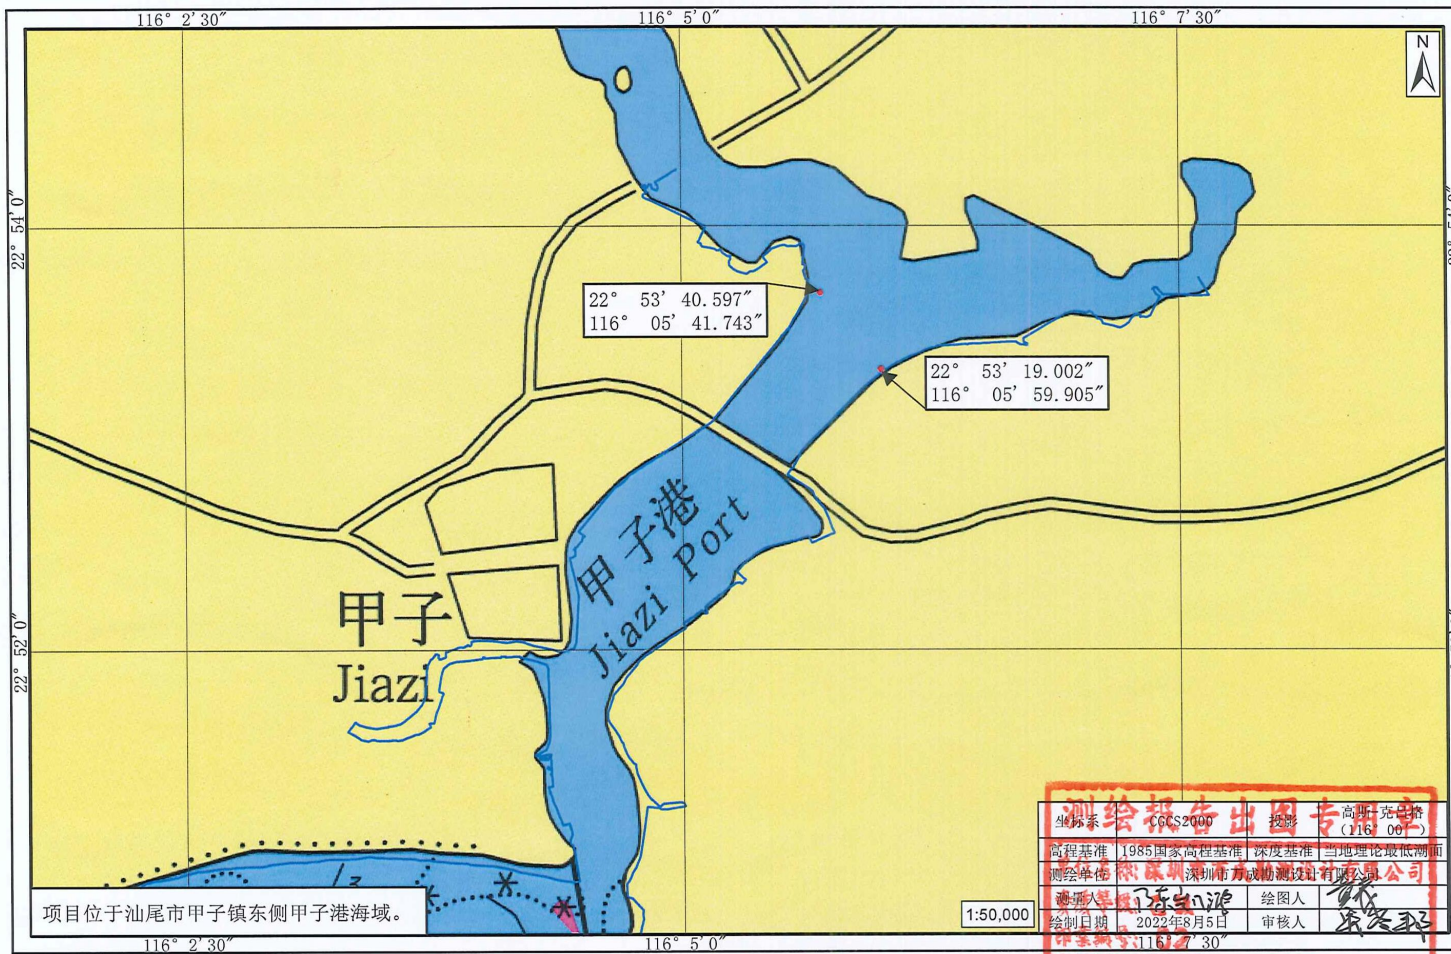 116° 2′ 30″
116° 5′ 0″
116° 7′ 30″
N
22° 54′ 0″
22° 53′ 40.597″
116° 05′ 41.743″
22° 53′ 19.002″
116° 05′ 59.905″
甲子港
Jiazi Port
甲子
Jiazi
22° 52′ 0″
13
项目位于汕尾市甲子镇东侧甲子港海域。
1:50,000
测绘报告出图专用章
坐标系 CGCS2000 投影 高斯-克吕格
(116° 00′)
高程基准 1985国家高程基准 深度基准 当地理论最低潮面
测绘单位 深圳市万成勘测设计有限公司
测量人 绘图人
绘制日期 2022年8月5日 审核人
116° 2′ 30″
116° 5′ 0″
116° 7′ 30″